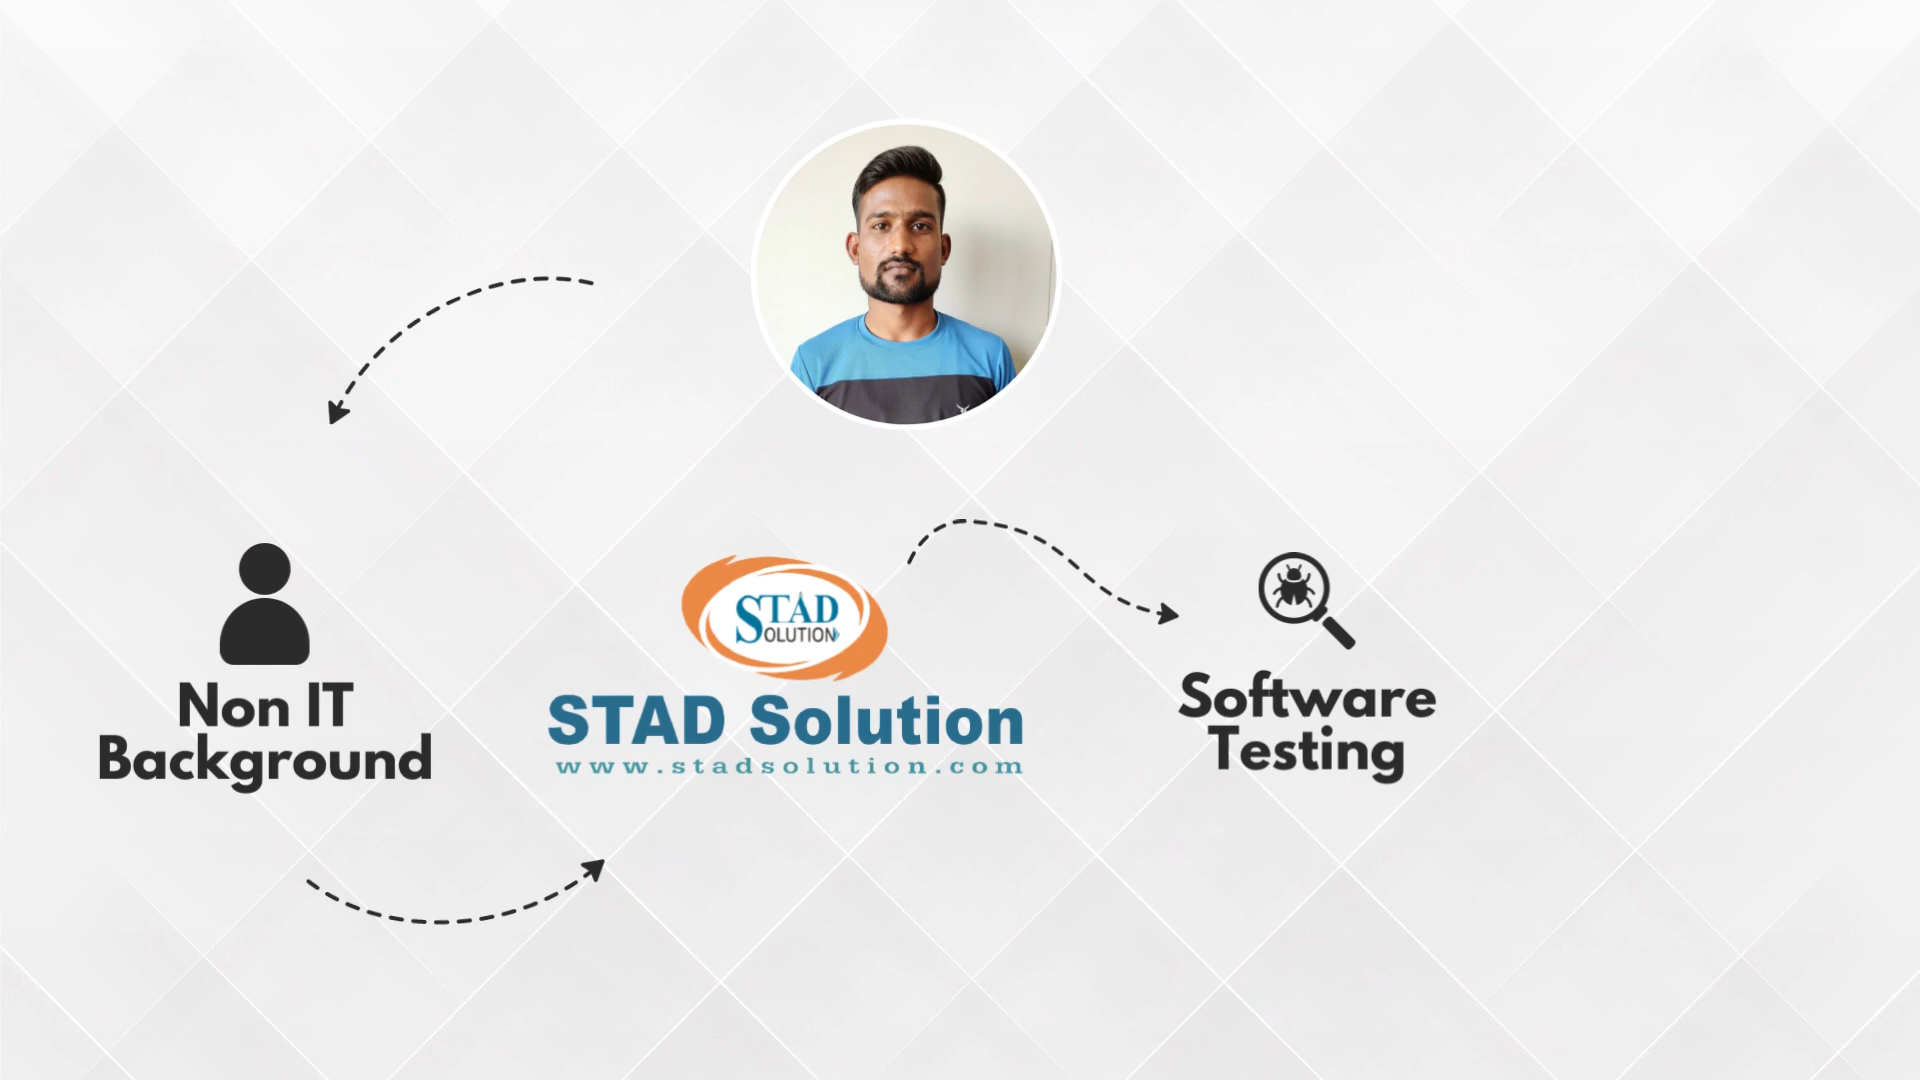 Non IT
Background
STAD
SOLUTION
STAD Solution
www.stadsolution.com
Software
Testing